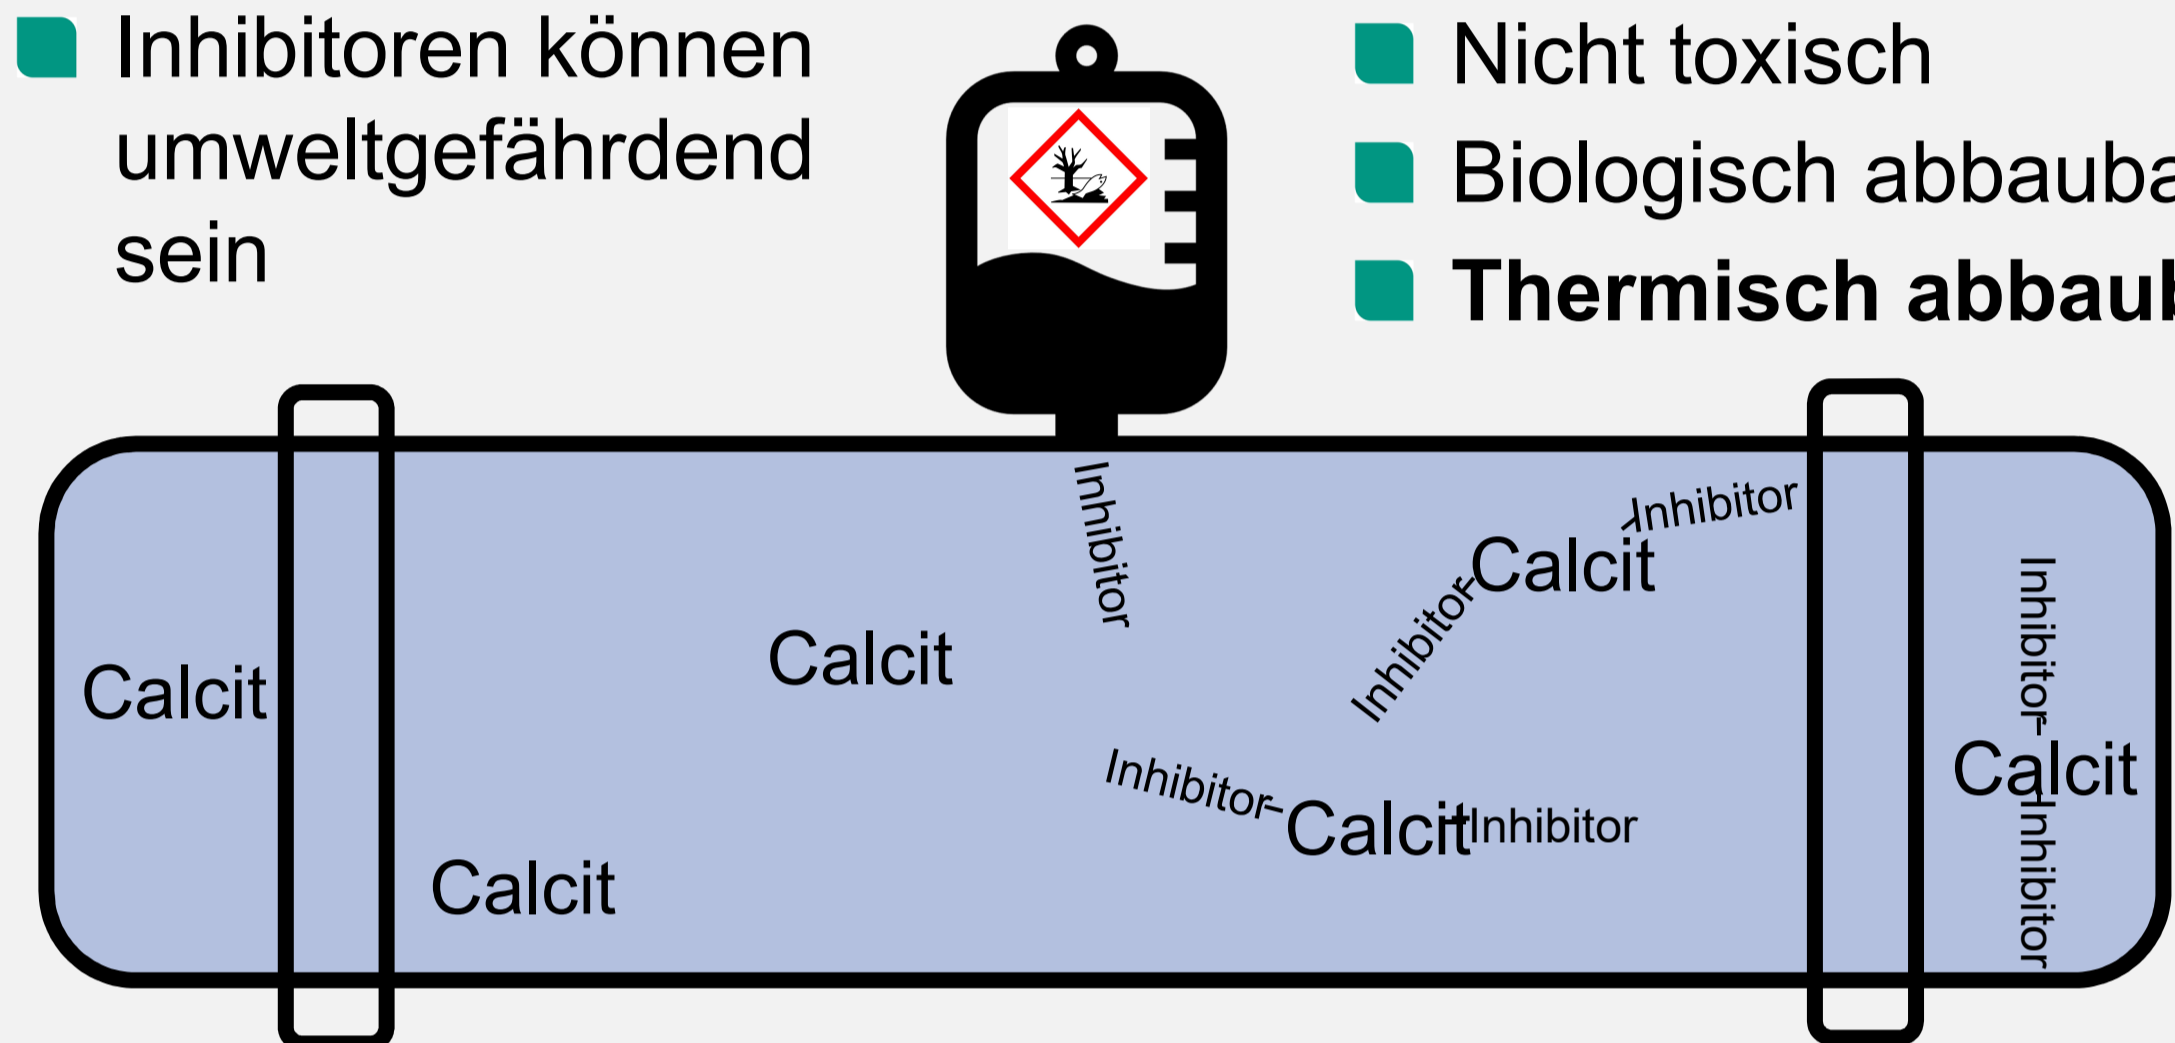 Inhibitoren können
umweltgefährdend
sein
Nicht toxisch
Biologisch abbauba
Thermisch abbaub
Inhibitor
Inhibitor
Calcit
Inhibitor
Inhibitor
Calcit
Calcit
Calcit
Inhibitor
Calcit
Inhibitor
Inhibitor
Calcit